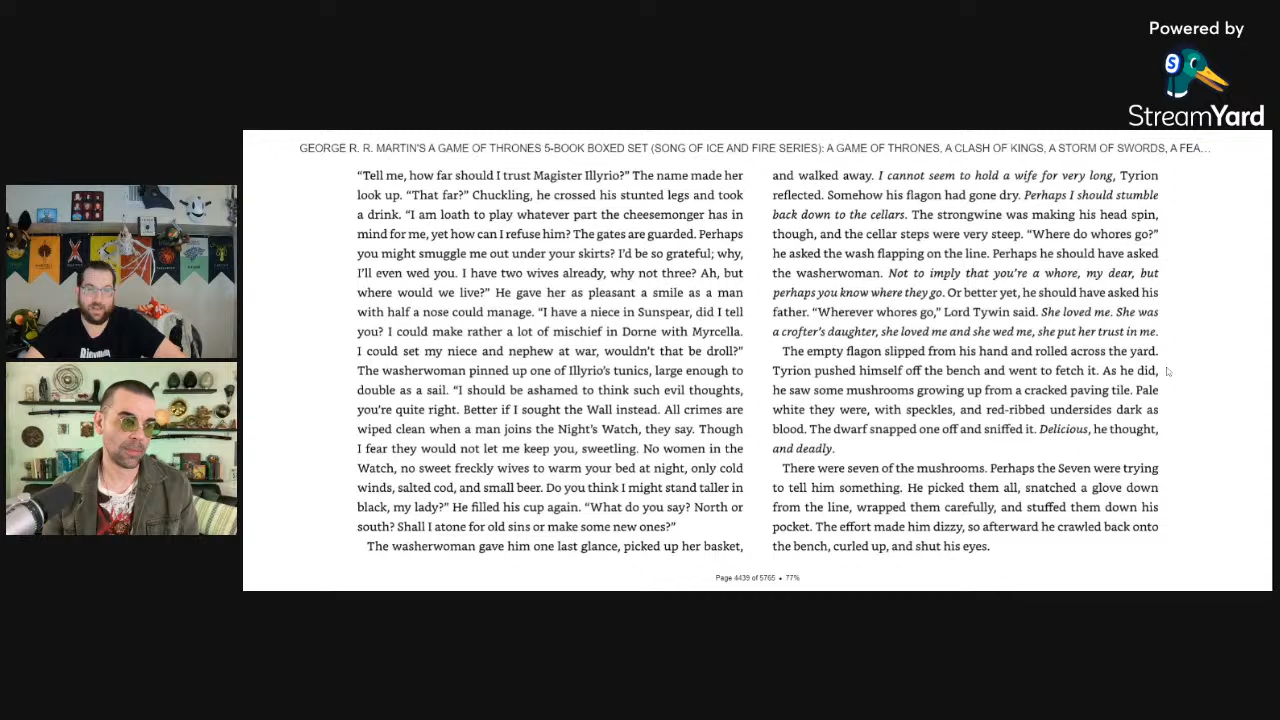 Powered by
S
StreamYard
GEORGE R. R. MARTIN'S A GAME OF THRONES 5-BOOK BOXED SET (SONG OF ICE AND FIRE SERIES): A GAME OF THRONES, A CLASH OF KINGS, A STORM OF SWORDS, A FEA…
“Tell me, how far should I trust Magister Illyrio?” The name made her
look up. “That far?” Chuckling, he crossed his stunted legs and took
a drink. “I am loath to play whatever part the cheesemonger has in
mind for me, yet how can I refuse him? The gates are guarded. Perhaps
you might smuggle me out under your skirts? I’d be so grateful; why,
I’ll even wed you. I have two wives already, why not three? Ah, but
where would we live?” He gave her as pleasant a smile as a man
with half a nose could manage. “I have a niece in Sunspear, did I tell
you? I could make rather a lot of mischief in Dorne with Myrcella.
I could set my niece and nephew at war, wouldn’t that be droll?”
The washerwoman pinned up one of Illyrio’s tunics, large enough to
double as a sail. “I should be ashamed to think such evil thoughts,
you’re quite right. Better if I sought the Wall instead. All crimes are
wiped clean when a man joins the Night’s Watch, they say. Though
I fear they would not let me keep you, sweetling. No women in the
Watch, no sweet freckly wives to warm your bed at night, only cold
winds, salted cod, and small beer. Do you think I might stand taller in
black, my lady?” He filled his cup again. “What do you say? North or
south? Shall I atone for old sins or make some new ones?”
The washerwoman gave him one last glance, picked up her basket,
and walked away. I cannot seem to hold a wife for very long, Tyrion
reflected. Somehow his flagon had gone dry. Perhaps I should stumble
back down to the cellars. The strongwine was making his head spin,
though, and the cellar steps were very steep. “Where do whores go?”
he asked the wash flapping on the line. Perhaps he should have asked
the washerwoman. Not to imply that you’re a whore, my dear, but
perhaps you know where they go. Or better yet, he should have asked his
father. “Wherever whores go,” Lord Tywin said. She loved me. She was
a crofter’s daughter, she loved me and she wed me, she put her trust in me.
The empty flagon slipped from his hand and rolled across the yard.
Tyrion pushed himself off the bench and went to fetch it. As he did,
he saw some mushrooms growing up from a cracked paving tile. Pale
white they were, with speckles, and red-ribbed undersides dark as
blood. The dwarf snapped one off and sniffed it. Delicious, he thought,
and deadly.
There were seven of the mushrooms. Perhaps the Seven were trying
to tell him something. He picked them all, snatched a glove down
from the line, wrapped them carefully, and stuffed them down his
pocket. The effort made him dizzy, so afterward he crawled back onto
the bench, curled up, and shut his eyes.
Page 4439 of 5765 • 77%